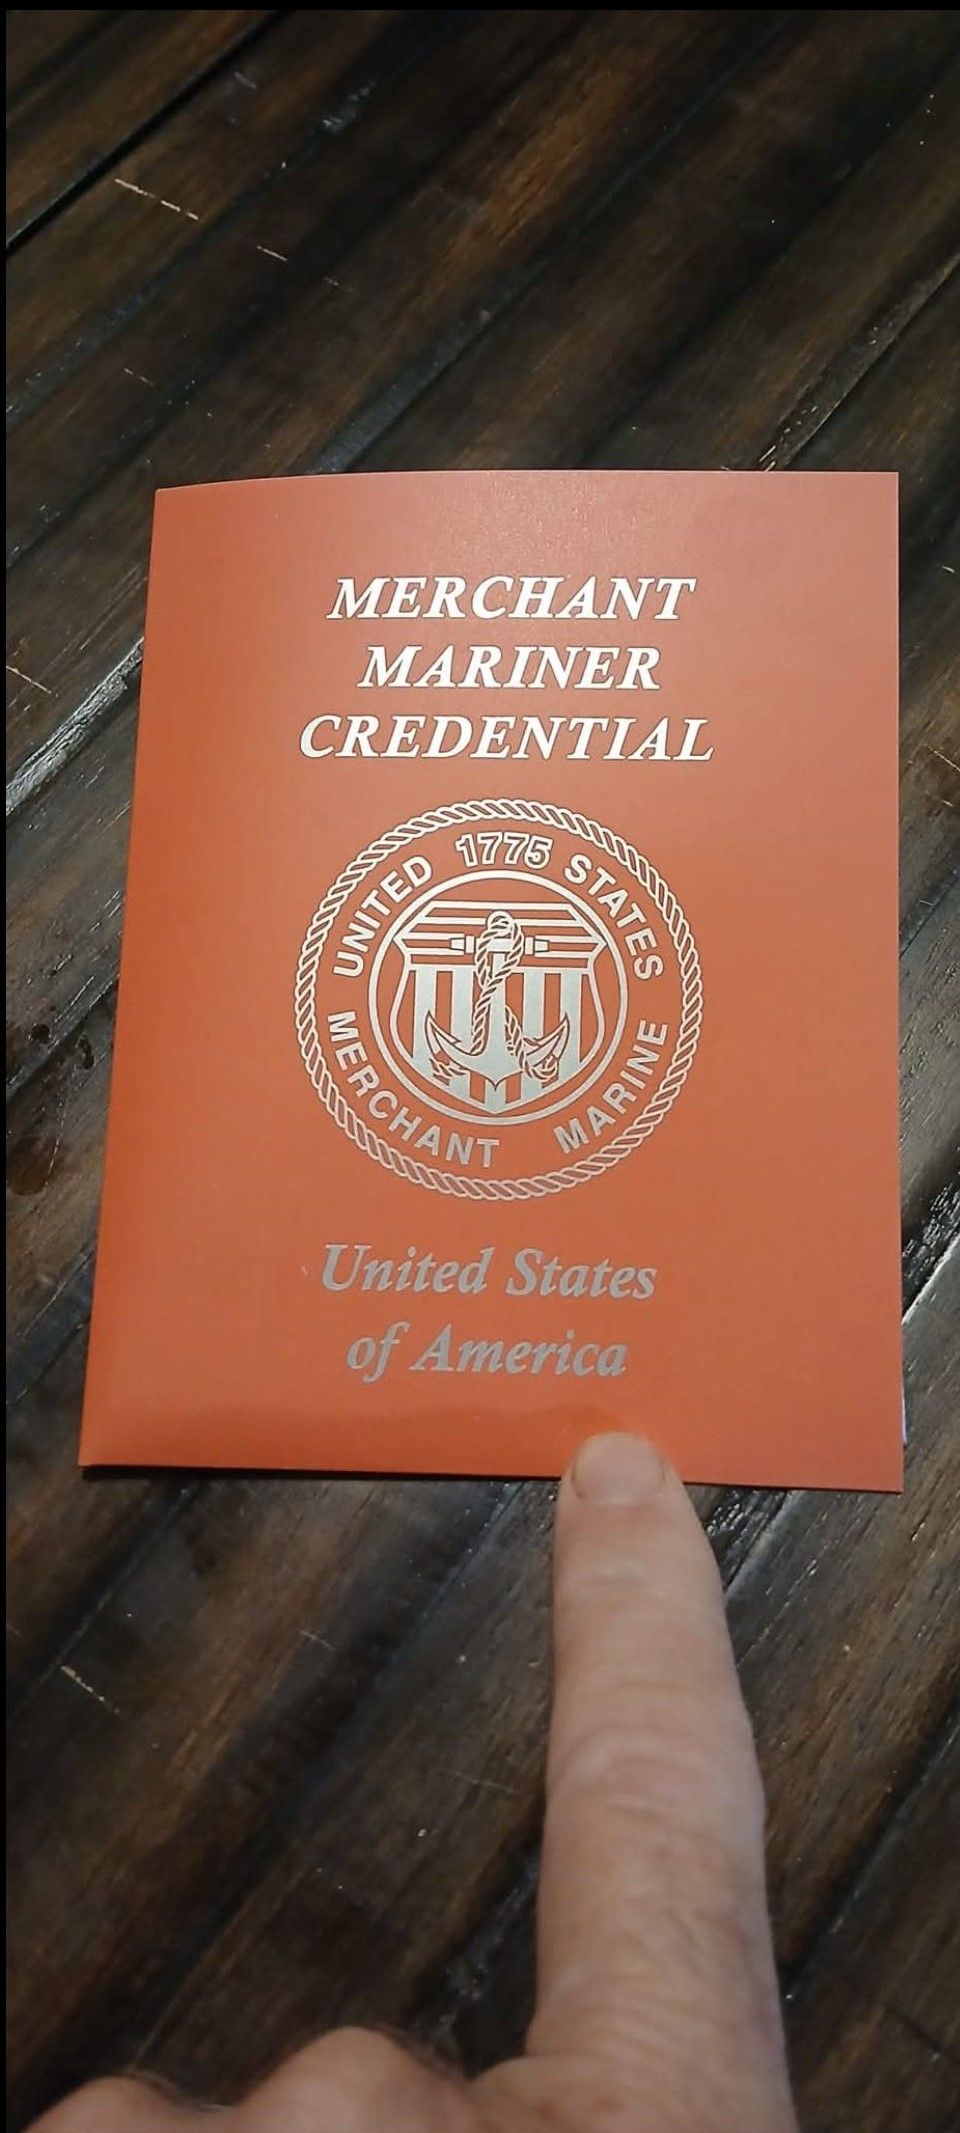 MERCHANT
MARINER
CREDENTIAL
UNITED 1775 STATES
MERCHANT MARINE
United States
of America